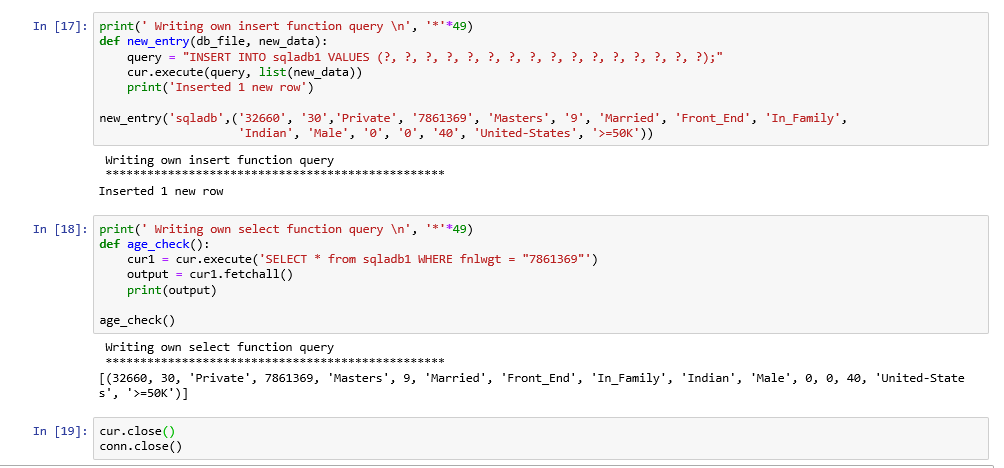 In [17]: print(' Writing own insert function query \n', '*'*49)
def new_entry(db_file, new_data):
    query = "INSERT INTO sqladb1 VALUES (?, ?, ?, ?, ?, ?, ?, ?, ?, ?, ?, ?, ?, ?, ?, ?);"
    cur.execute(query, list(new_data))
    print('Inserted 1 new row')
new_entry('sqladb',('32660', '30','Private', '7861369', 'Masters', '9', 'Married', 'Front_End', 'In_Family',
                    'Indian', 'Male', '0', '0', '40', 'United-States', '>=50K'))
 Writing own insert function query
 *************************************************
Inserted 1 new row
In [18]: print(' Writing own select function query \n', '*'*49)
def age_check():
    cur1 = cur.execute('SELECT * from sqladb1 WHERE fnlwgt = "7861369"')
    output = cur1.fetchall()
    print(output)
age_check()
 Writing own select function query
 *************************************************
[(32660, 30, 'Private', 7861369, 'Masters', 9, 'Married', 'Front_End', 'In_Family', 'Indian', 'Male', 0, 0, 40, 'United-State
s', '>=50K')]
In [19]: cur.close()
conn.close()